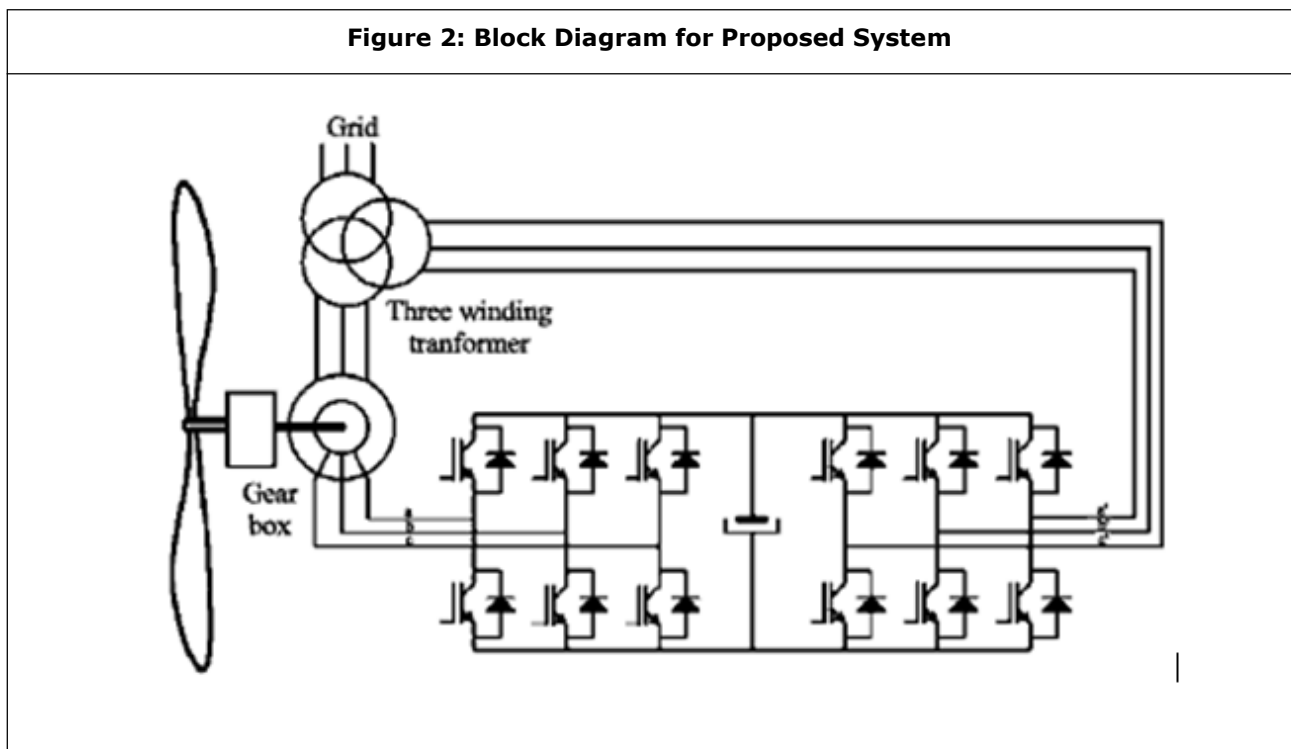 Figure 2: Block Diagram for Proposed System
Grid
Three winding
tranformer
Gear
box
a
b
c